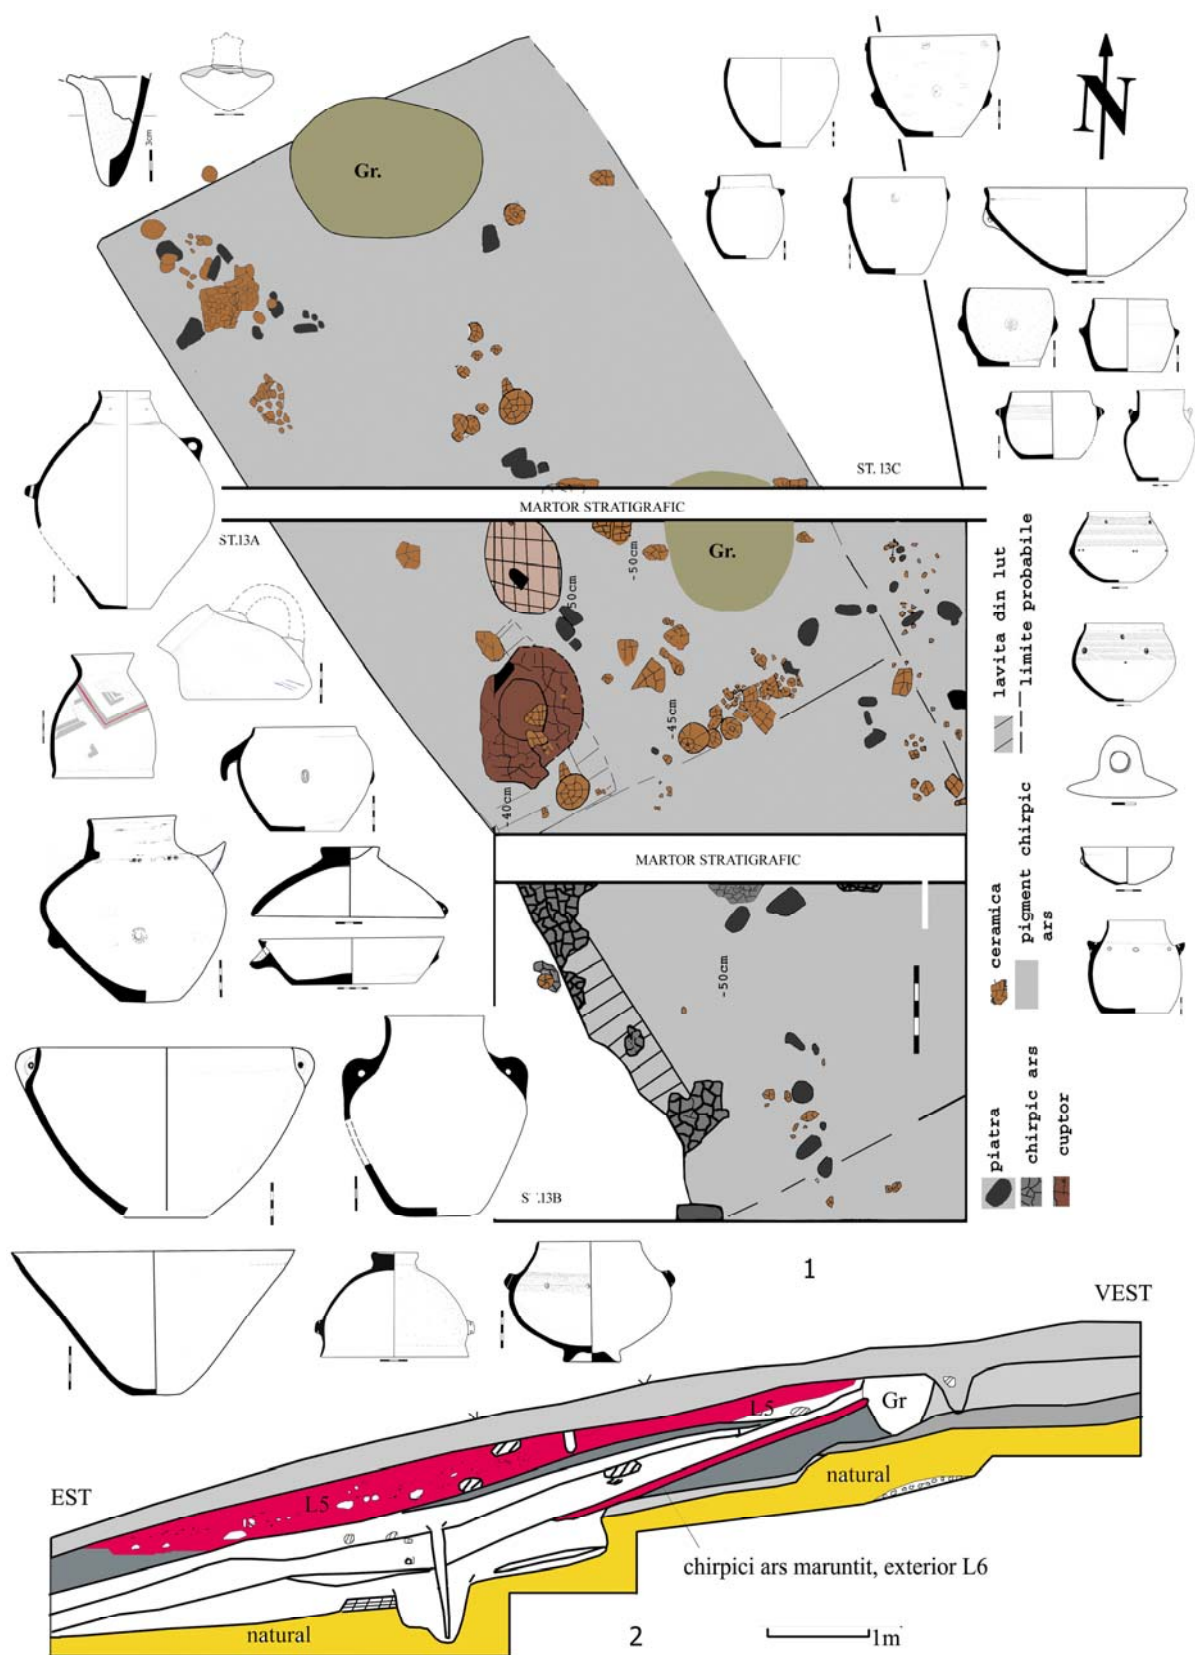 3cm
N
Gr.
ST. 13C
MARTOR STRATIGRAFIC
ST.13A
-50cm
Gr.
50cm
-45cm
-40cm
MARTOR STRATIGRAFIC
-50cm
lavita din lut
limite probabile
ceramica
pigment chirpic
ars
piatra
chirpic ars
cuptor
13B
1
VEST
EST
L5
L5
Gr
natural
chirpici ars maruntit, exterior L6
natural
2
1m